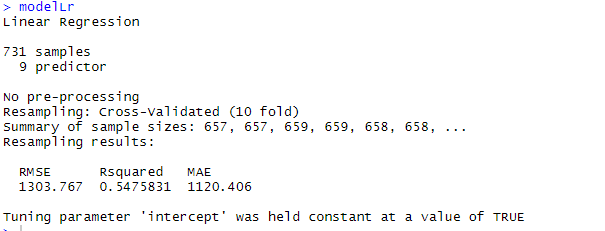 > modelLr
Linear Regression
731 samples
9 predictor
No pre-processing
Resampling: Cross-Validated (10 fold)
Summary of sample sizes: 657, 657, 659, 659, 658, 658, ...
Resampling results:
RMSE Rsquared MAE
1303.767 0.5475831 1120.406
Tuning parameter 'intercept' was held constant at a value of TRUE
>